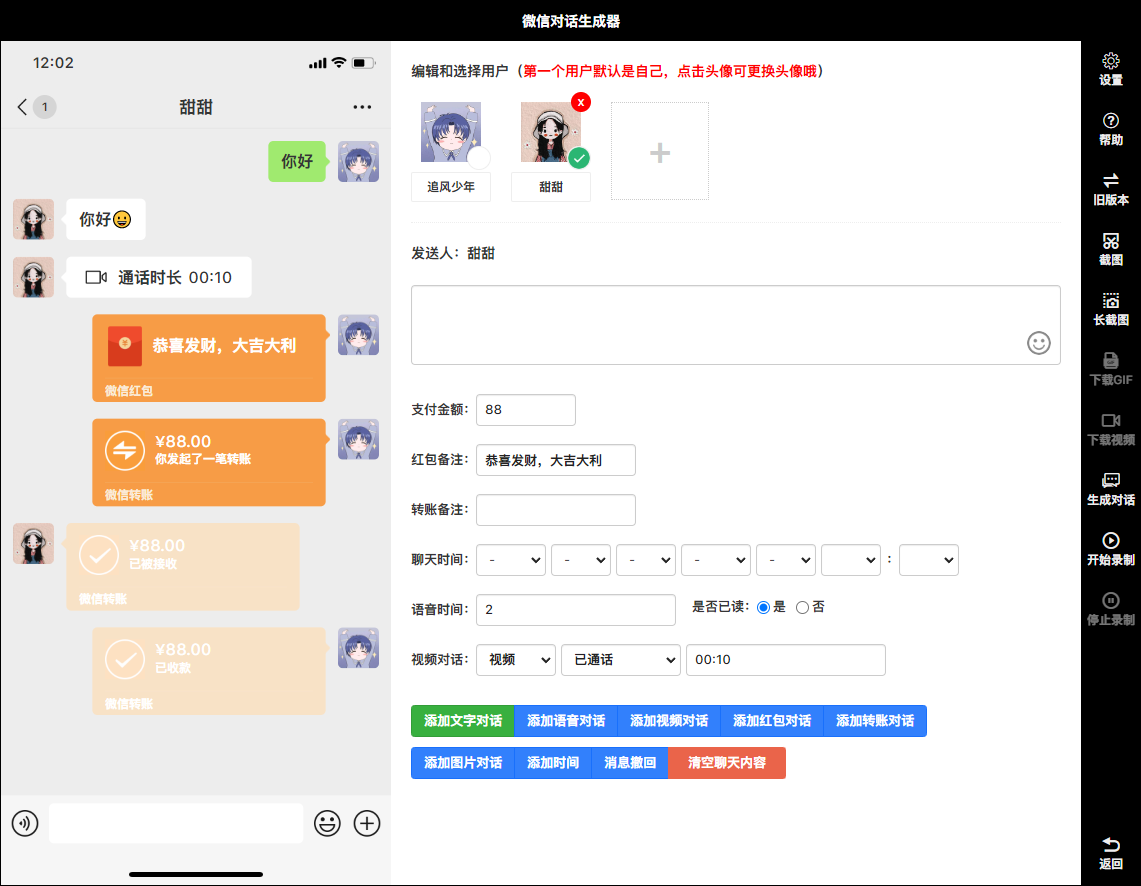 微信对话生成器
12:02
1
甜甜
你好
你好😀
通话时长 00:10
恭喜发财，大吉大利
微信红包
¥88.00
你发起了一笔转账
微信转账
¥88.00
已被接收
微信转账
¥88.00
已收款
微信转账
编辑和选择用户（第一个用户默认是自己，点击头像可更换头像哦）
x
追风少年
甜甜
发送人：甜甜
支付金额： 88
红包备注： 恭喜发财，大吉大利
转账备注：
聊天时间： - - - - - :
语音时间： 2 是否已读： 是 否
视频对话： 视频 已通话 00:10
添加文字对话 添加语音对话 添加视频对话 添加红包对话 添加转账对话
添加图片对话 添加时间 消息撤回 清空聊天内容
设置
帮助
旧版本
截图
长截图
下载GIF
下载视频
生成对话
开始录制
停止录制
返回